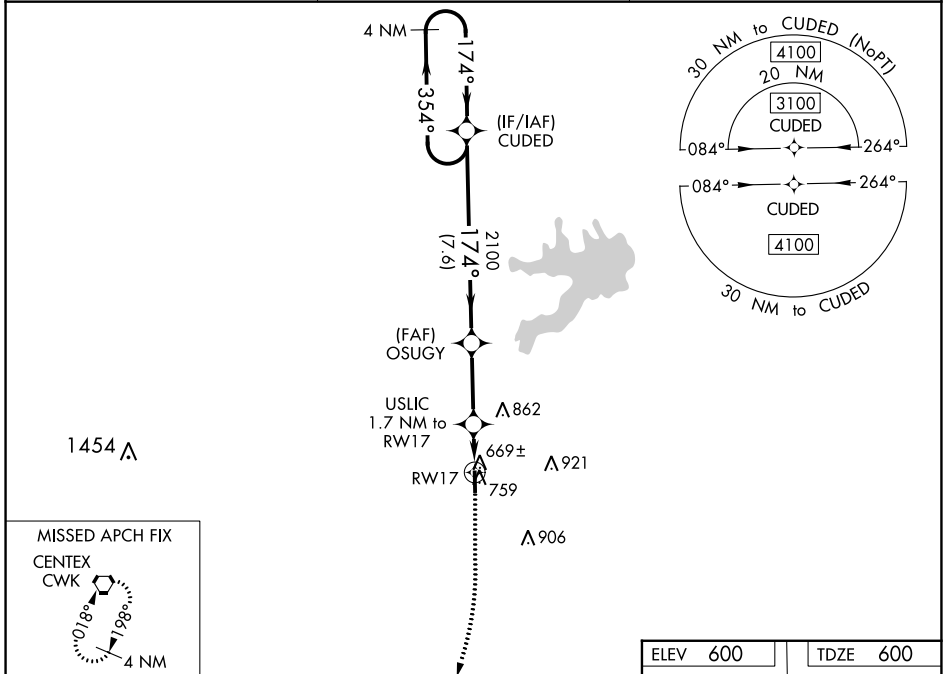 4 NM
174°
354°
(IF/IAF)
CUDED
2100
174°
(7.6)
(FAF)
OSUGY
USLIC
1.7 NM to
RW17
862
669±
921
RW17
759
906
1454
30 NM to CUDED (NoPT)
4100
20 NM
3100
CUDED
084°
264°
084°
264°
CUDED
4100
30 NM to CUDED
MISSED APCH FIX
CENTEX
CWK
018°
198°
4 NM
ELEV 600
TDZE 600